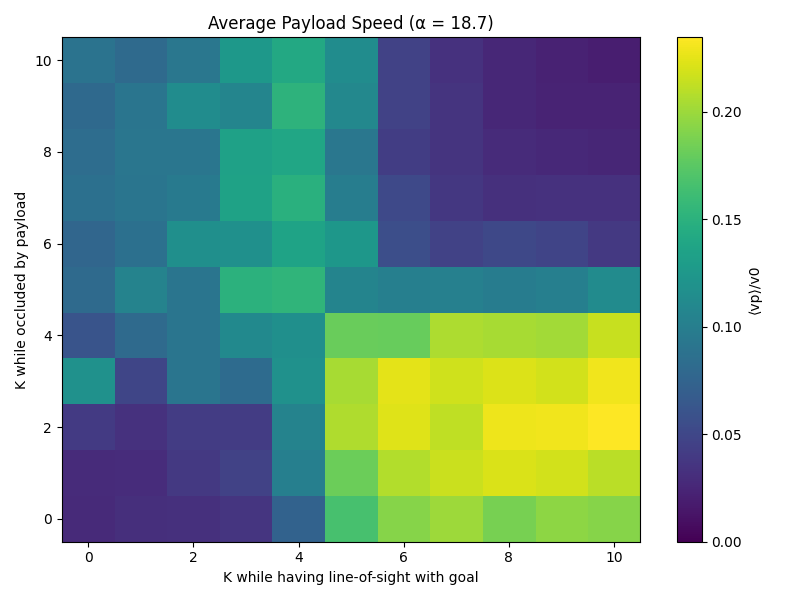 Average Payload Speed (α = 18.7)
10
8
6
4
2
0
K while occluded by payload
0 2 4 6 8 10
K while having line-of-sight with goal
0.20
0.15
0.10
0.05
0.00
⟨vp⟩/v0